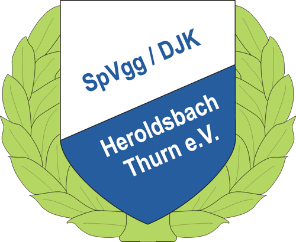 SpVgg / DJK
Heroldsbach
Thurn e.V.